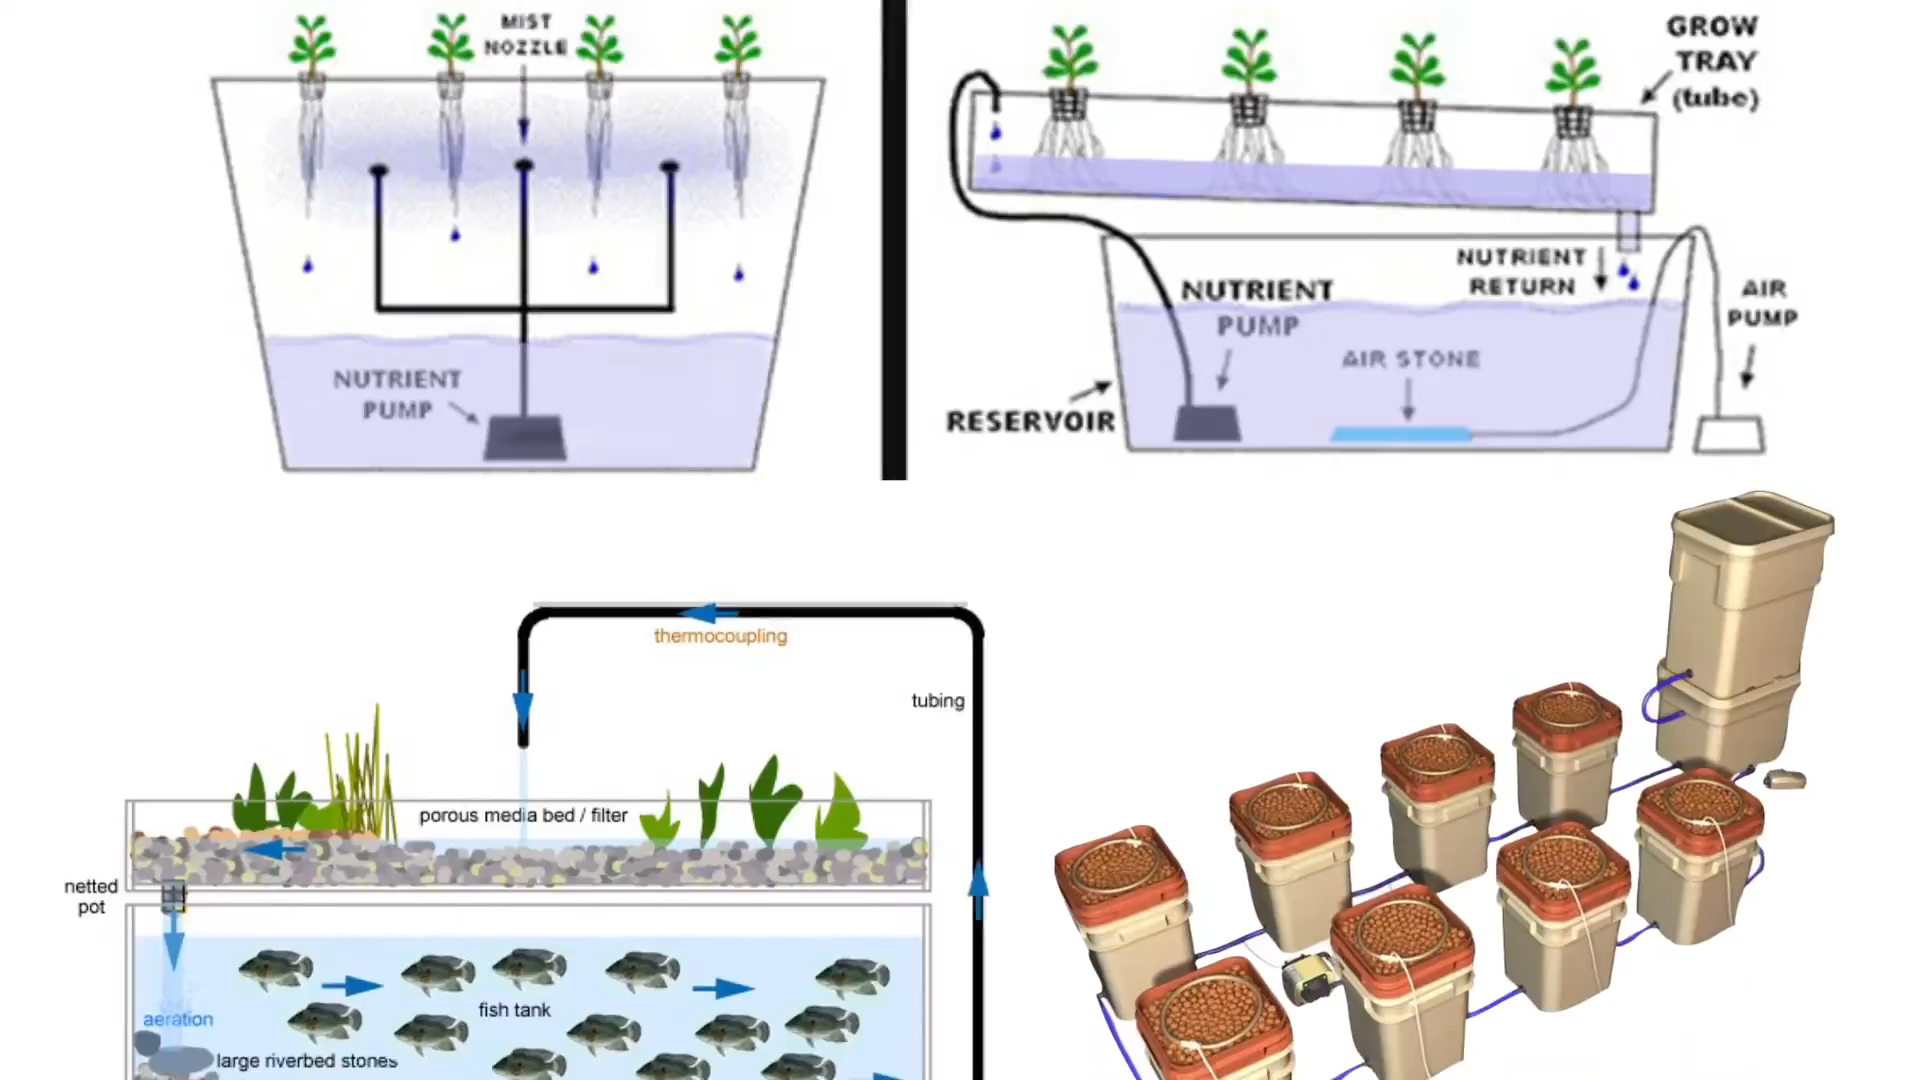 MIST
NOZZLE
NUTRIENT
PUMP
GROW
TRAY
(tube)
NUTRIENT
RETURN
NUTRIENT
PUMP
AIR
PUMP
AIR STONE
RESERVOIR
thermocoupling
tubing
porous media bed / filter
netted
pot
fish tank
aeration
large riverbed stones